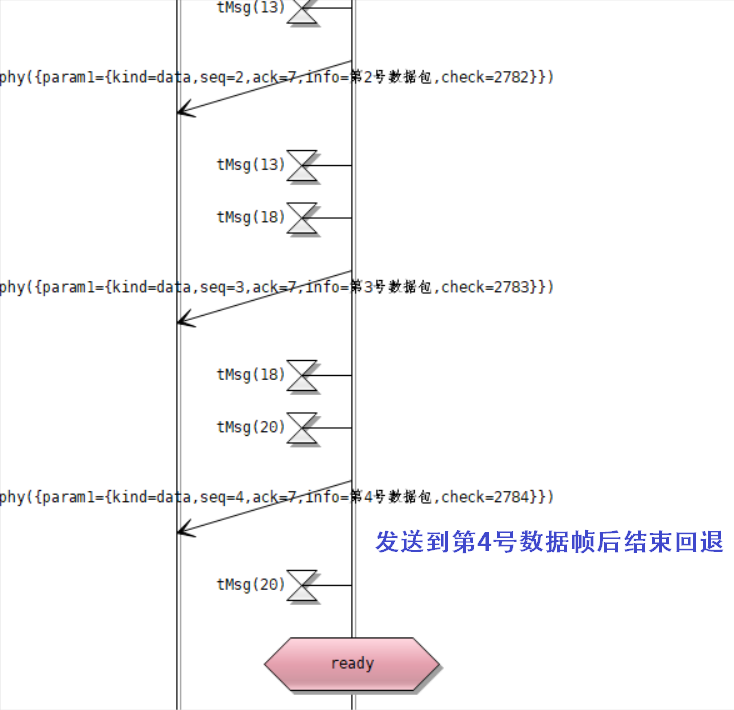 tMsg(13)
phy({param1={kind=data,seq=2,ack=7,info=第2号数据包,check=2782}})
tMsg(13)
tMsg(18)
phy({param1={kind=data,seq=3,ack=7,info=第3号数据包,check=2783}})
tMsg(18)
tMsg(20)
phy({param1={kind=data,seq=4,ack=7,info=第4号数据包,check=2784}})
发送到第4号数据帧后结束回退
tMsg(20)
ready